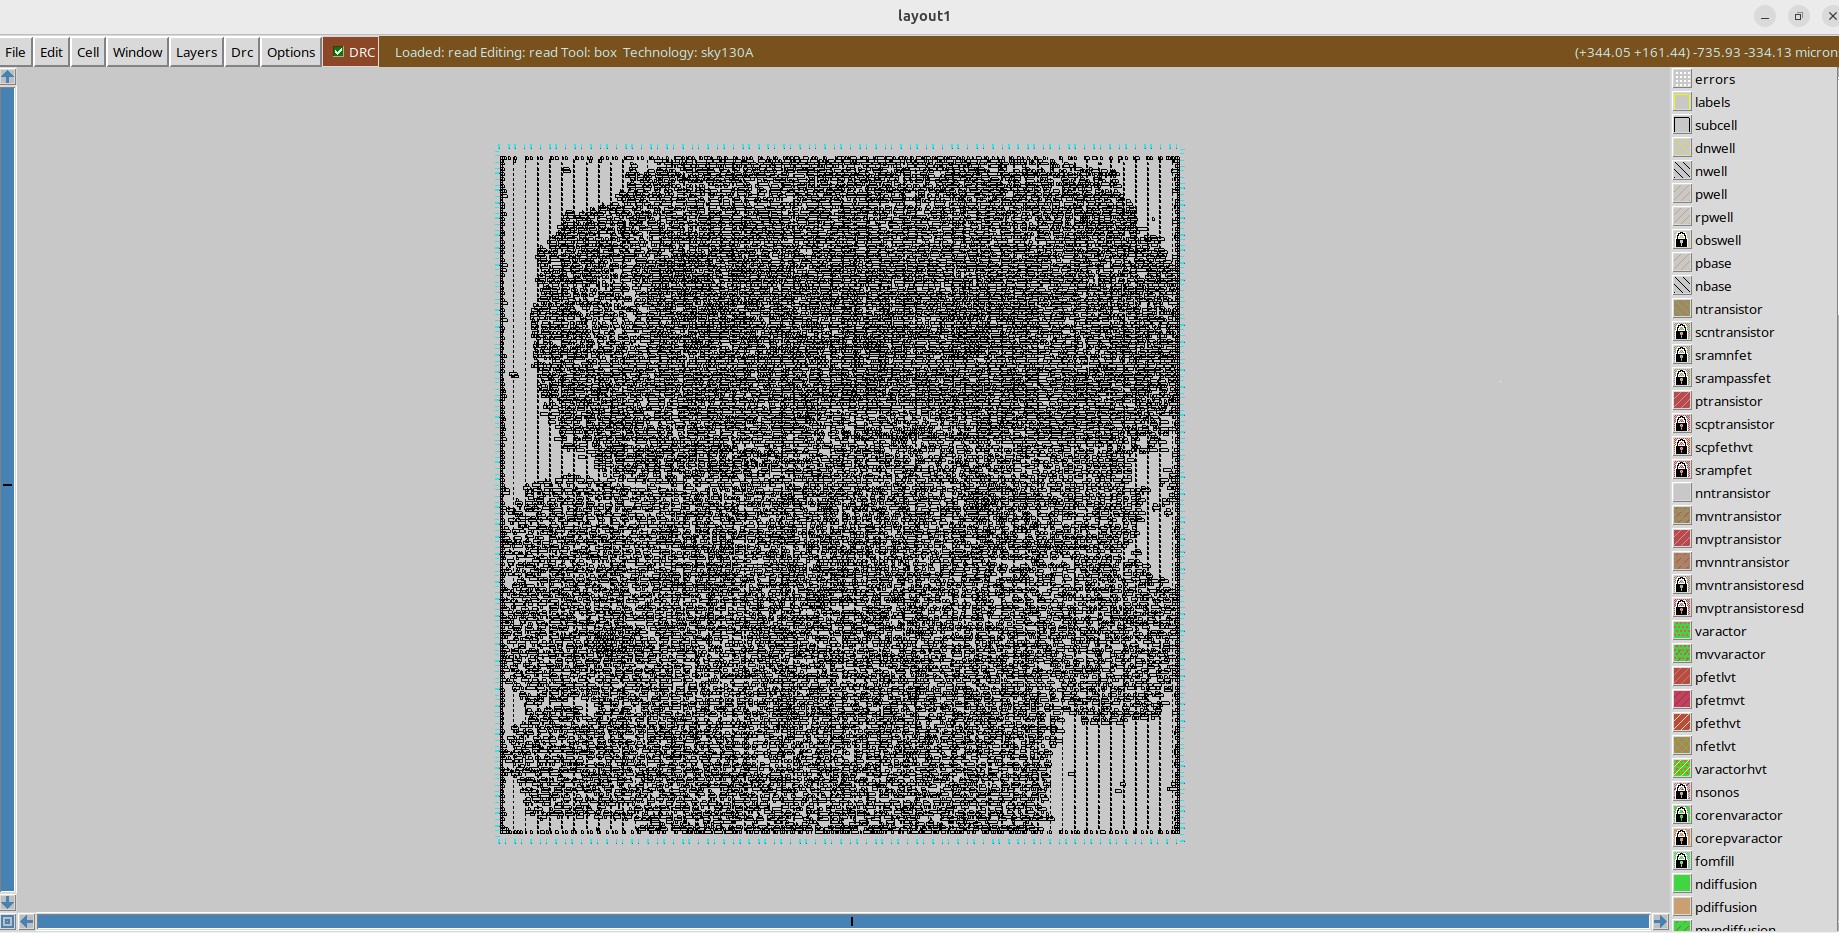 layout1
File Edit Cell Window Layers Drc Options DRC Loaded: read Editing: read Tool: box Technology: sky130A (+344.05 +161.44) -735.93 -334.13 micron
errors
labels
subcell
dnwell
nwell
pwell
rpwell
obswell
pbase
nbase
ntransistor
scntransistor
sramnfet
srampassfet
ptransistor
scptransistor
scpfethvt
srampfet
nntransistor
mvntransistor
mvptransistor
mvnntransistor
mvntransistoresd
mvptransistoresd
varactor
mvvaractor
pfetlvt
pfetmvt
pfethvt
nfetlvt
varactorhvt
nsonos
corenvaractor
corepvaractor
fomfill
ndiffusion
pdiffusion